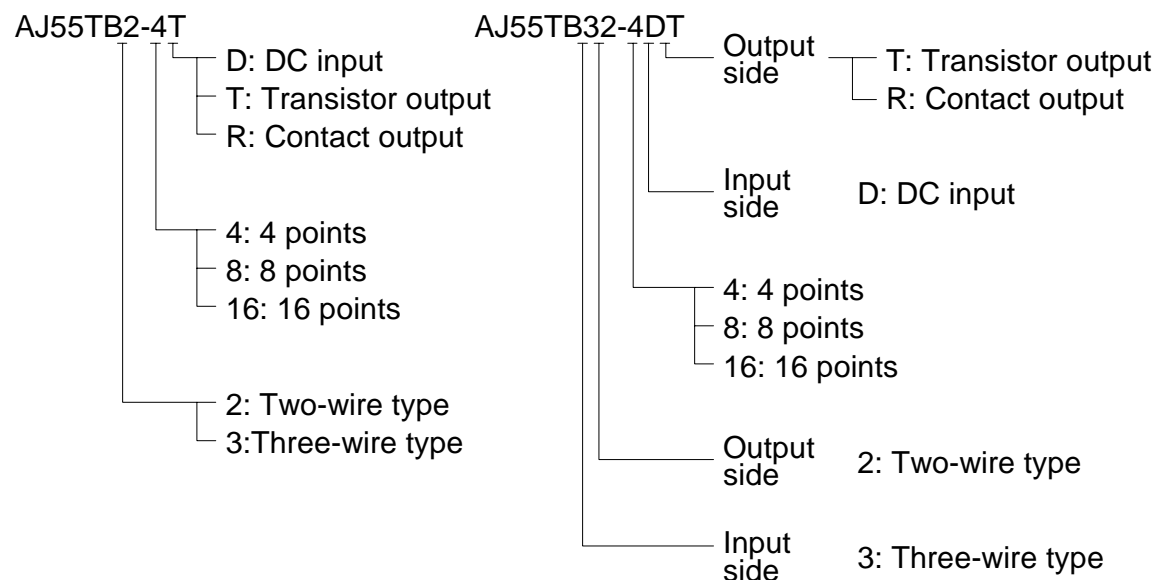 AJ55TB2-4T
D: DC input
T: Transistor output
R: Contact output
4: 4 points
8: 8 points
16: 16 points
2: Two-wire type
3:Three-wire type
AJ55TB32-4DT
Output
side
T: Transistor output
R: Contact output
Input
side
D: DC input
4: 4 points
8: 8 points
16: 16 points
Output
side
2: Two-wire type
Input
side
3: Three-wire type